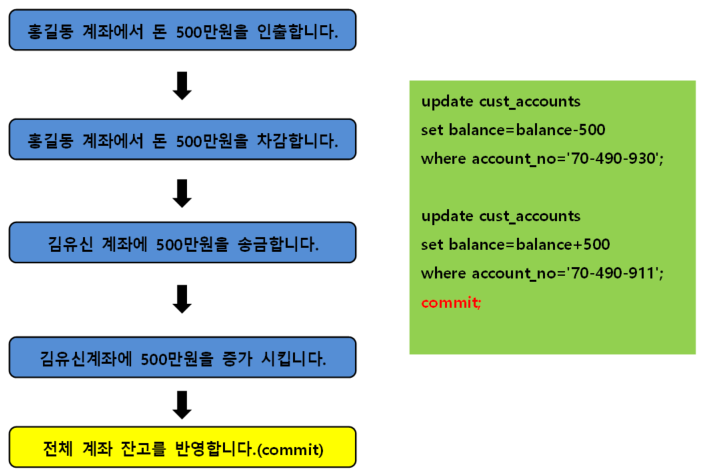 홍길동 계좌에서 돈 500만원을 인출합니다.
홍길동 계좌에서 돈 500만원을 차감합니다.
김유신 계좌에 500만원을 송금합니다.
김유신계좌에 500만원을 증가 시킵니다.
전체 계좌 잔고를 반영합니다.(commit)
update cust_accounts
set balance=balance-500
where account_no='70-490-930';
update cust_accounts
set balance=balance+500
where account_no='70-490-911';
commit;